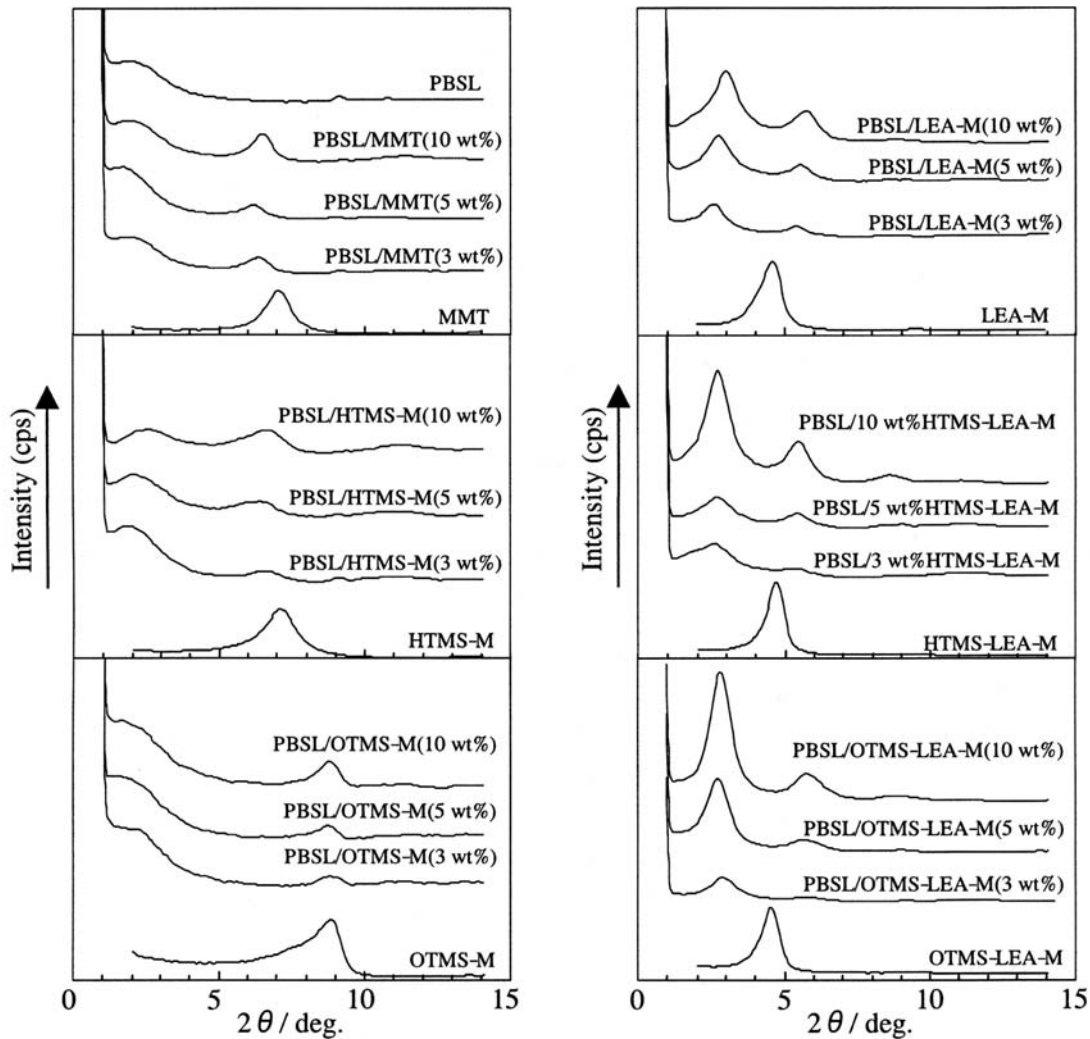 PBSL
PBSL/MMT(10 wt%)
PBSL/MMT(5 wt%)
PBSL/MMT(3 wt%)
MMT
PBSL/HTMS-M(10 wt%)
PBSL/HTMS-M(5 wt%)
PBSL/HTMS-M(3 wt%)
HTMS-M
PBSL/OTMS-M(10 wt%)
PBSL/OTMS-M(5 wt%)
PBSL/OTMS-M(3 wt%)
OTMS-M
Intensity (cps)
0 5 10 15
2θ/ deg.
PBSL/LEA-M(10 wt%)
PBSL/LEA-M(5 wt%)
PBSL/LEA-M(3 wt%)
LEA-M
PBSL/10 wt%HTMS-LEA-M
PBSL/5 wt%HTMS-LEA-M
PBSL/3 wt%HTMS-LEA-M
HTMS-LEA-M
PBSL/OTMS-LEA-M(10 wt%)
PBSL/OTMS-LEA-M(5 wt%)
PBSL/OTMS-LEA-M(3 wt%)
OTMS-LEA-M
Intensity (cps)
0 5 10 15
2θ/ deg.